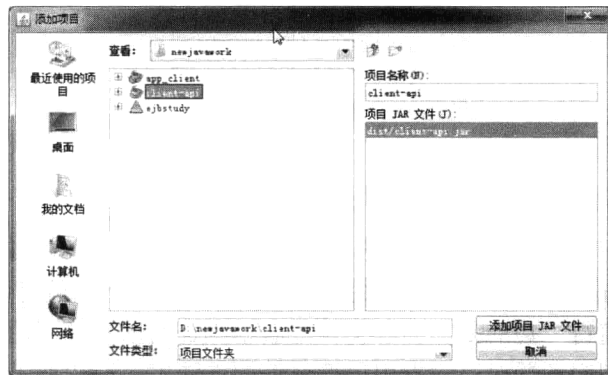 添加项目
查看: newjavawork
最近使用的项目
桌面
我的文档
计算机
网络
app_client
client-api
ejbstudy
项目名称(N):
client-api
项目 JAR 文件(J):
dist/client-api.jar
文件名: D:\newjavawork\client-api
添加项目 JAR 文件
文件类型: 项目文件夹
取消